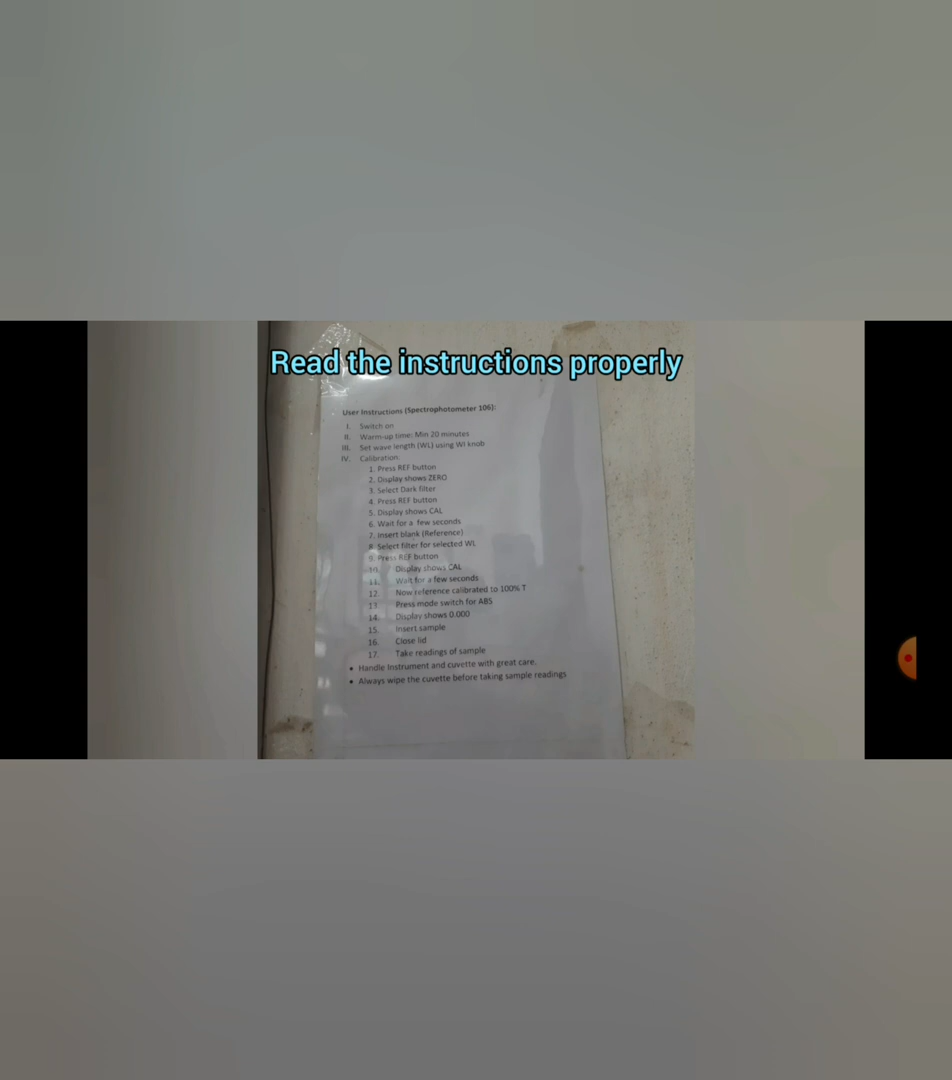 Read the instructions properly
User Instructions (Spectrophotometer 106):
I. Switch on
II. Warm-up time: Min 20 minutes
III. Set wave length (WL) using Wl knob
IV. Calibration:
1. Press REF button
2. Display shows ZERO
3. Select Dark filter
4. Press REF button
5. Display shows CAL
6. Wait for a few seconds
7. Insert blank (Reference)
8. Select filter for selected WL
9. Press REF button
10. Display shows CAL
11. Wait for a few seconds
12. Now reference calibrated to 100% T
13. Press mode switch for ABS
14. Display shows 0.000
15. Insert sample
16. Close lid
17. Take readings of sample
• Handle Instrument and cuvette with great care.
• Always wipe the cuvette before taking sample readings